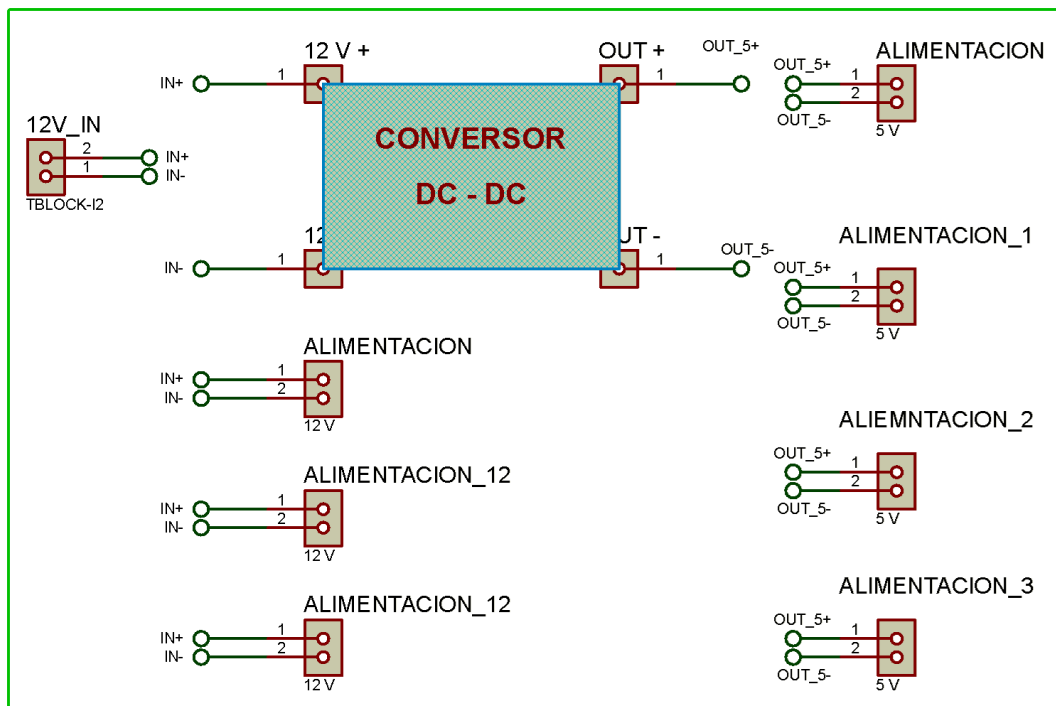 12 V +
IN+
1
OUT +
1
OUT_5+
12V_IN
2
IN+
1
IN-
TBLOCK-I2
CONVERSOR
DC - DC
12
IN-
1
UT -
1
OUT_5-
ALIMENTACION
IN+
1
IN-
2
12 V
ALIMENTACION_12
IN+
1
IN-
2
12 V
ALIMENTACION_12
IN+
1
IN-
2
12 V
ALIMENTACION
OUT_5+
1
2
OUT_5-
5 V
ALIMENTACION_1
OUT_5+
1
2
OUT_5-
5 V
ALIEMNTACION_2
OUT_5+
1
2
OUT_5-
5 V
ALIMENTACION_3
OUT_5+
1
2
OUT_5-
5 V